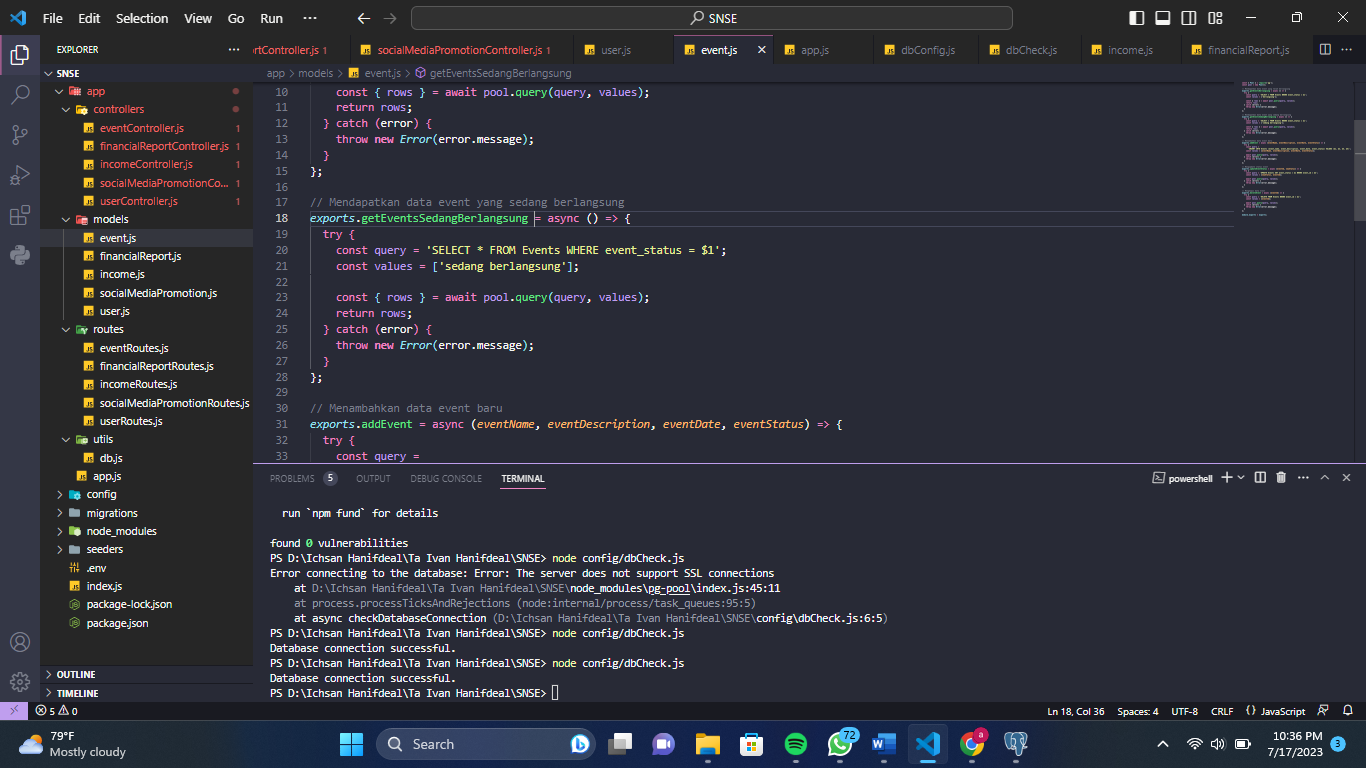 File Edit Selection View Go Run ··· SNSE
EXPLORER
rtController.js 1 socialMediaPromotionController.js 1 user.js event.js app.js dbConfig.js dbCheck.js income.js financialReport.js
SNSE
app
controllers
eventController.js 1
financialReportController.js 1
incomeController.js 1
socialMediaPromotionCo... 1
userController.js 1
models
event.js
financialReport.js
income.js
socialMediaPromotion.js
user.js
routes
eventRoutes.js
financialReportRoutes.js
incomeRoutes.js
socialMediaPromotionRoutes.js
userRoutes.js
utils
db.js
app.js
config
migrations
node_modules
seeders
.env
index.js
package-lock.json
package.json
OUTLINE
TIMELINE
app > models > event.js > getEventsSedangBerlangsung
10 const { rows } = await pool.query(query, values);
11 return rows;
12 } catch (error) {
13 throw new Error(error.message);
14 }
15 };
16
17 // Mendapatkan data event yang sedang berlangsung
18 exports.getEventsSedangBerlangsung = async () => {
19 try {
20 const query = 'SELECT * FROM Events WHERE event_status = $1';
21 const values = ['sedang berlangsung'];
22
23 const { rows } = await pool.query(query, values);
24 return rows;
25 } catch (error) {
26 throw new Error(error.message);
27 }
28 };
29
30 // Menambahkan data event baru
31 exports.addEvent = async (eventName, eventDescription, eventDate, eventStatus) => {
32 try {
33 const query =
PROBLEMS 5 OUTPUT DEBUG CONSOLE TERMINAL powershell
run `npm fund` for details
found 0 vulnerabilities
PS D:\Ichsan Hanifdeal\Ta Ivan Hanifdeal\SNSE> node config/dbCheck.js
Error connecting to the database: Error: The server does not support SSL connections
at D:\Ichsan Hanifdeal\Ta Ivan Hanifdeal\SNSE\node_modules\pg-pool\index.js:45:11
at process.processTicksAndRejections (node:internal/process/task_queues:95:5)
at async checkDatabaseConnection (D:\Ichsan Hanifdeal\Ta Ivan Hanifdeal\SNSE\config\dbCheck.js:6:5)
PS D:\Ichsan Hanifdeal\Ta Ivan Hanifdeal\SNSE> node config/dbCheck.js
Database connection successful.
PS D:\Ichsan Hanifdeal\Ta Ivan Hanifdeal\SNSE> node config/dbCheck.js
Database connection successful.
PS D:\Ichsan Hanifdeal\Ta Ivan Hanifdeal\SNSE>
5 0 Ln 18, Col 36 Spaces: 4 UTF-8 CRLF {} JavaScript
79°F
Mostly cloudy
Search
72
a
10:36 PM
7/17/2023
3